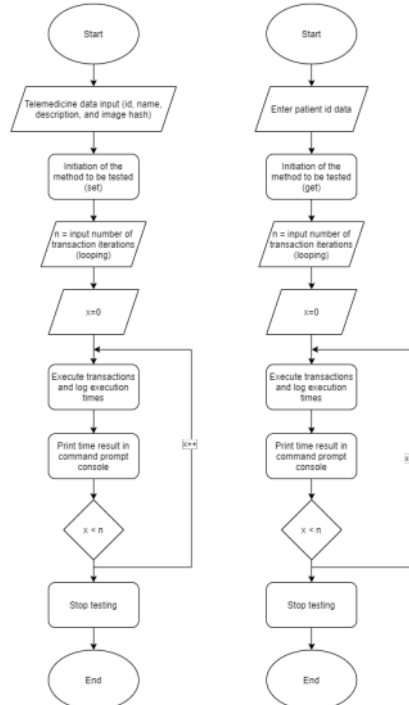 Start
Telemedicine data input (id, name,
description, and image hash)
Initiation of the
method to be tested
(set)
n = input number of
transaction iterations
(looping)
x=0
Execute transactions
and log execution
times
Print time result in
command prompt
console
x++
x < n
Stop testing
End
Start
Enter patient id data
Initiation of the
method to be tested
(get)
n = input number of
transaction iterations
(looping)
x=0
Execute transactions
and log execution
times
Print time result in
command prompt
console
x < n
Stop testing
End